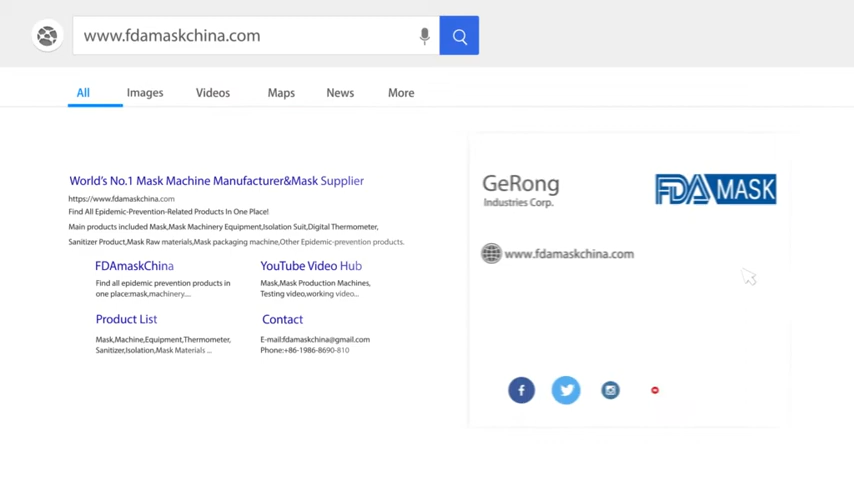 www.fdamaskchina.com
All Images Videos Maps News More
World's No.1 Mask Machine Manufacturer&Mask Supplier
https://www.fdamaskchina.com
Find All Epidemic-Prevention-Related Products In One Place!
Main products included Mask,Mask Machinery Equipment,Isolation Suit,Digital Thermometer,
Sanitizer Product,Mask Raw materials,Mask packaging machine,Other Epidemic-prevention products.
FDAmaskChina
Find all epidemic prevention products in
one place:mask,machinery....
YouTube Video Hub
Mask,Mask Production Machines,
Testing video,working video...
Product List
Mask,Machine,Equipment,Thermometer,
Sanitizer,Isolation,Mask Materials ...
Contact
E-mail:fdamaskchina@gmail.com
Phone:+86-1986-8690-810
GeRong
Industries Corp.
FDA MASK
www.fdamaskchina.com